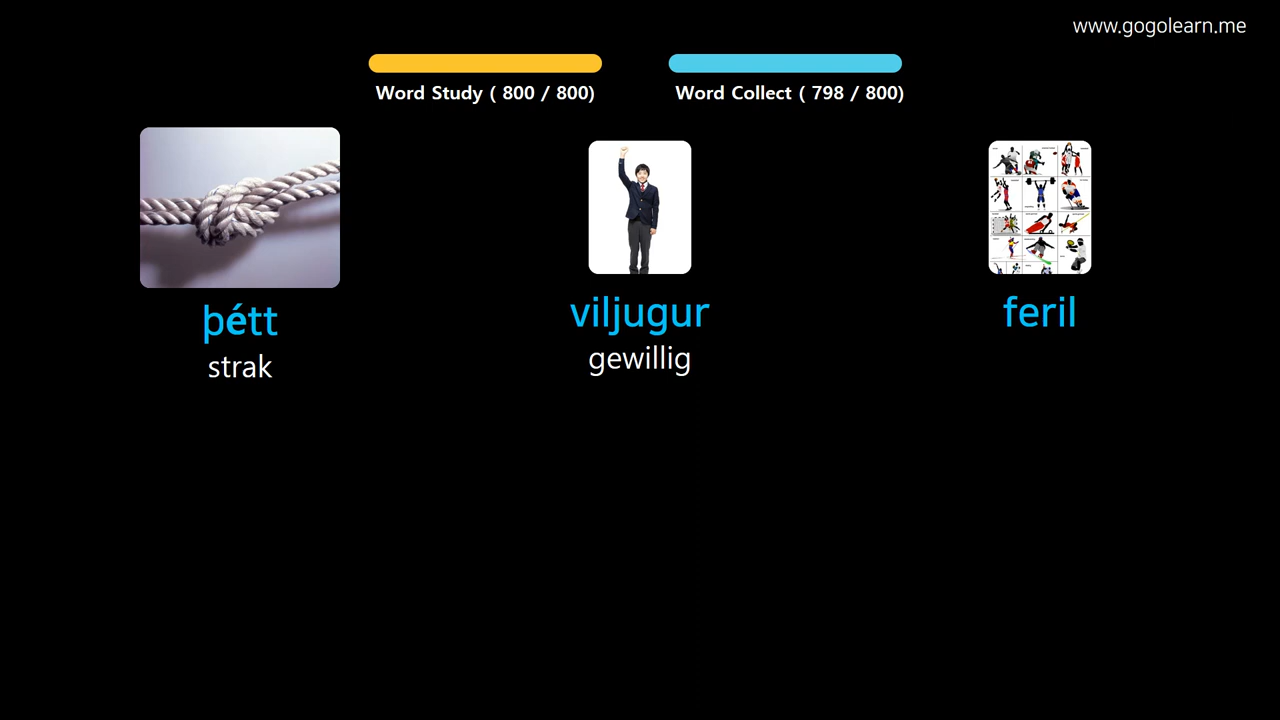 www.gogolearn.me
Word Study ( 800 / 800)
Word Collect ( 798 / 800)
þétt
strak
viljugur
gewillig
feril